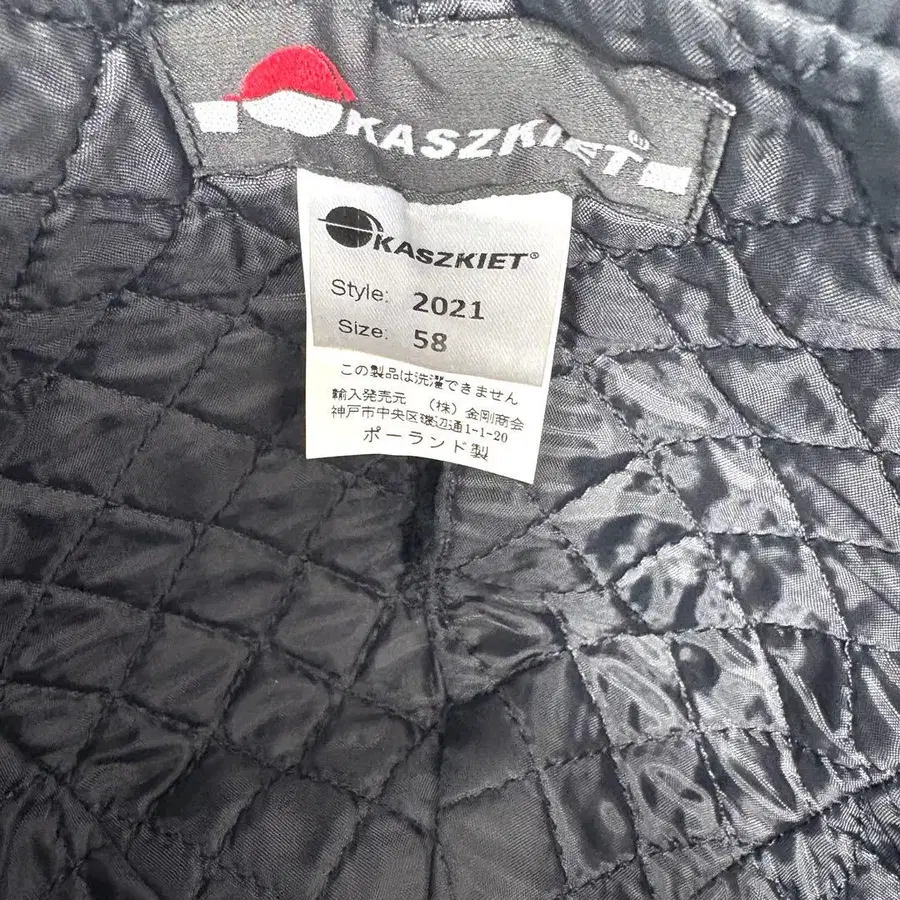 KASZKIET®
KASZKIET®
Style: 2021
Size: 58
この製品は洗濯できません
輸入発売元 (株) 金剛商会
神戸市中央区磯辺通1-1-20
ポーランド製